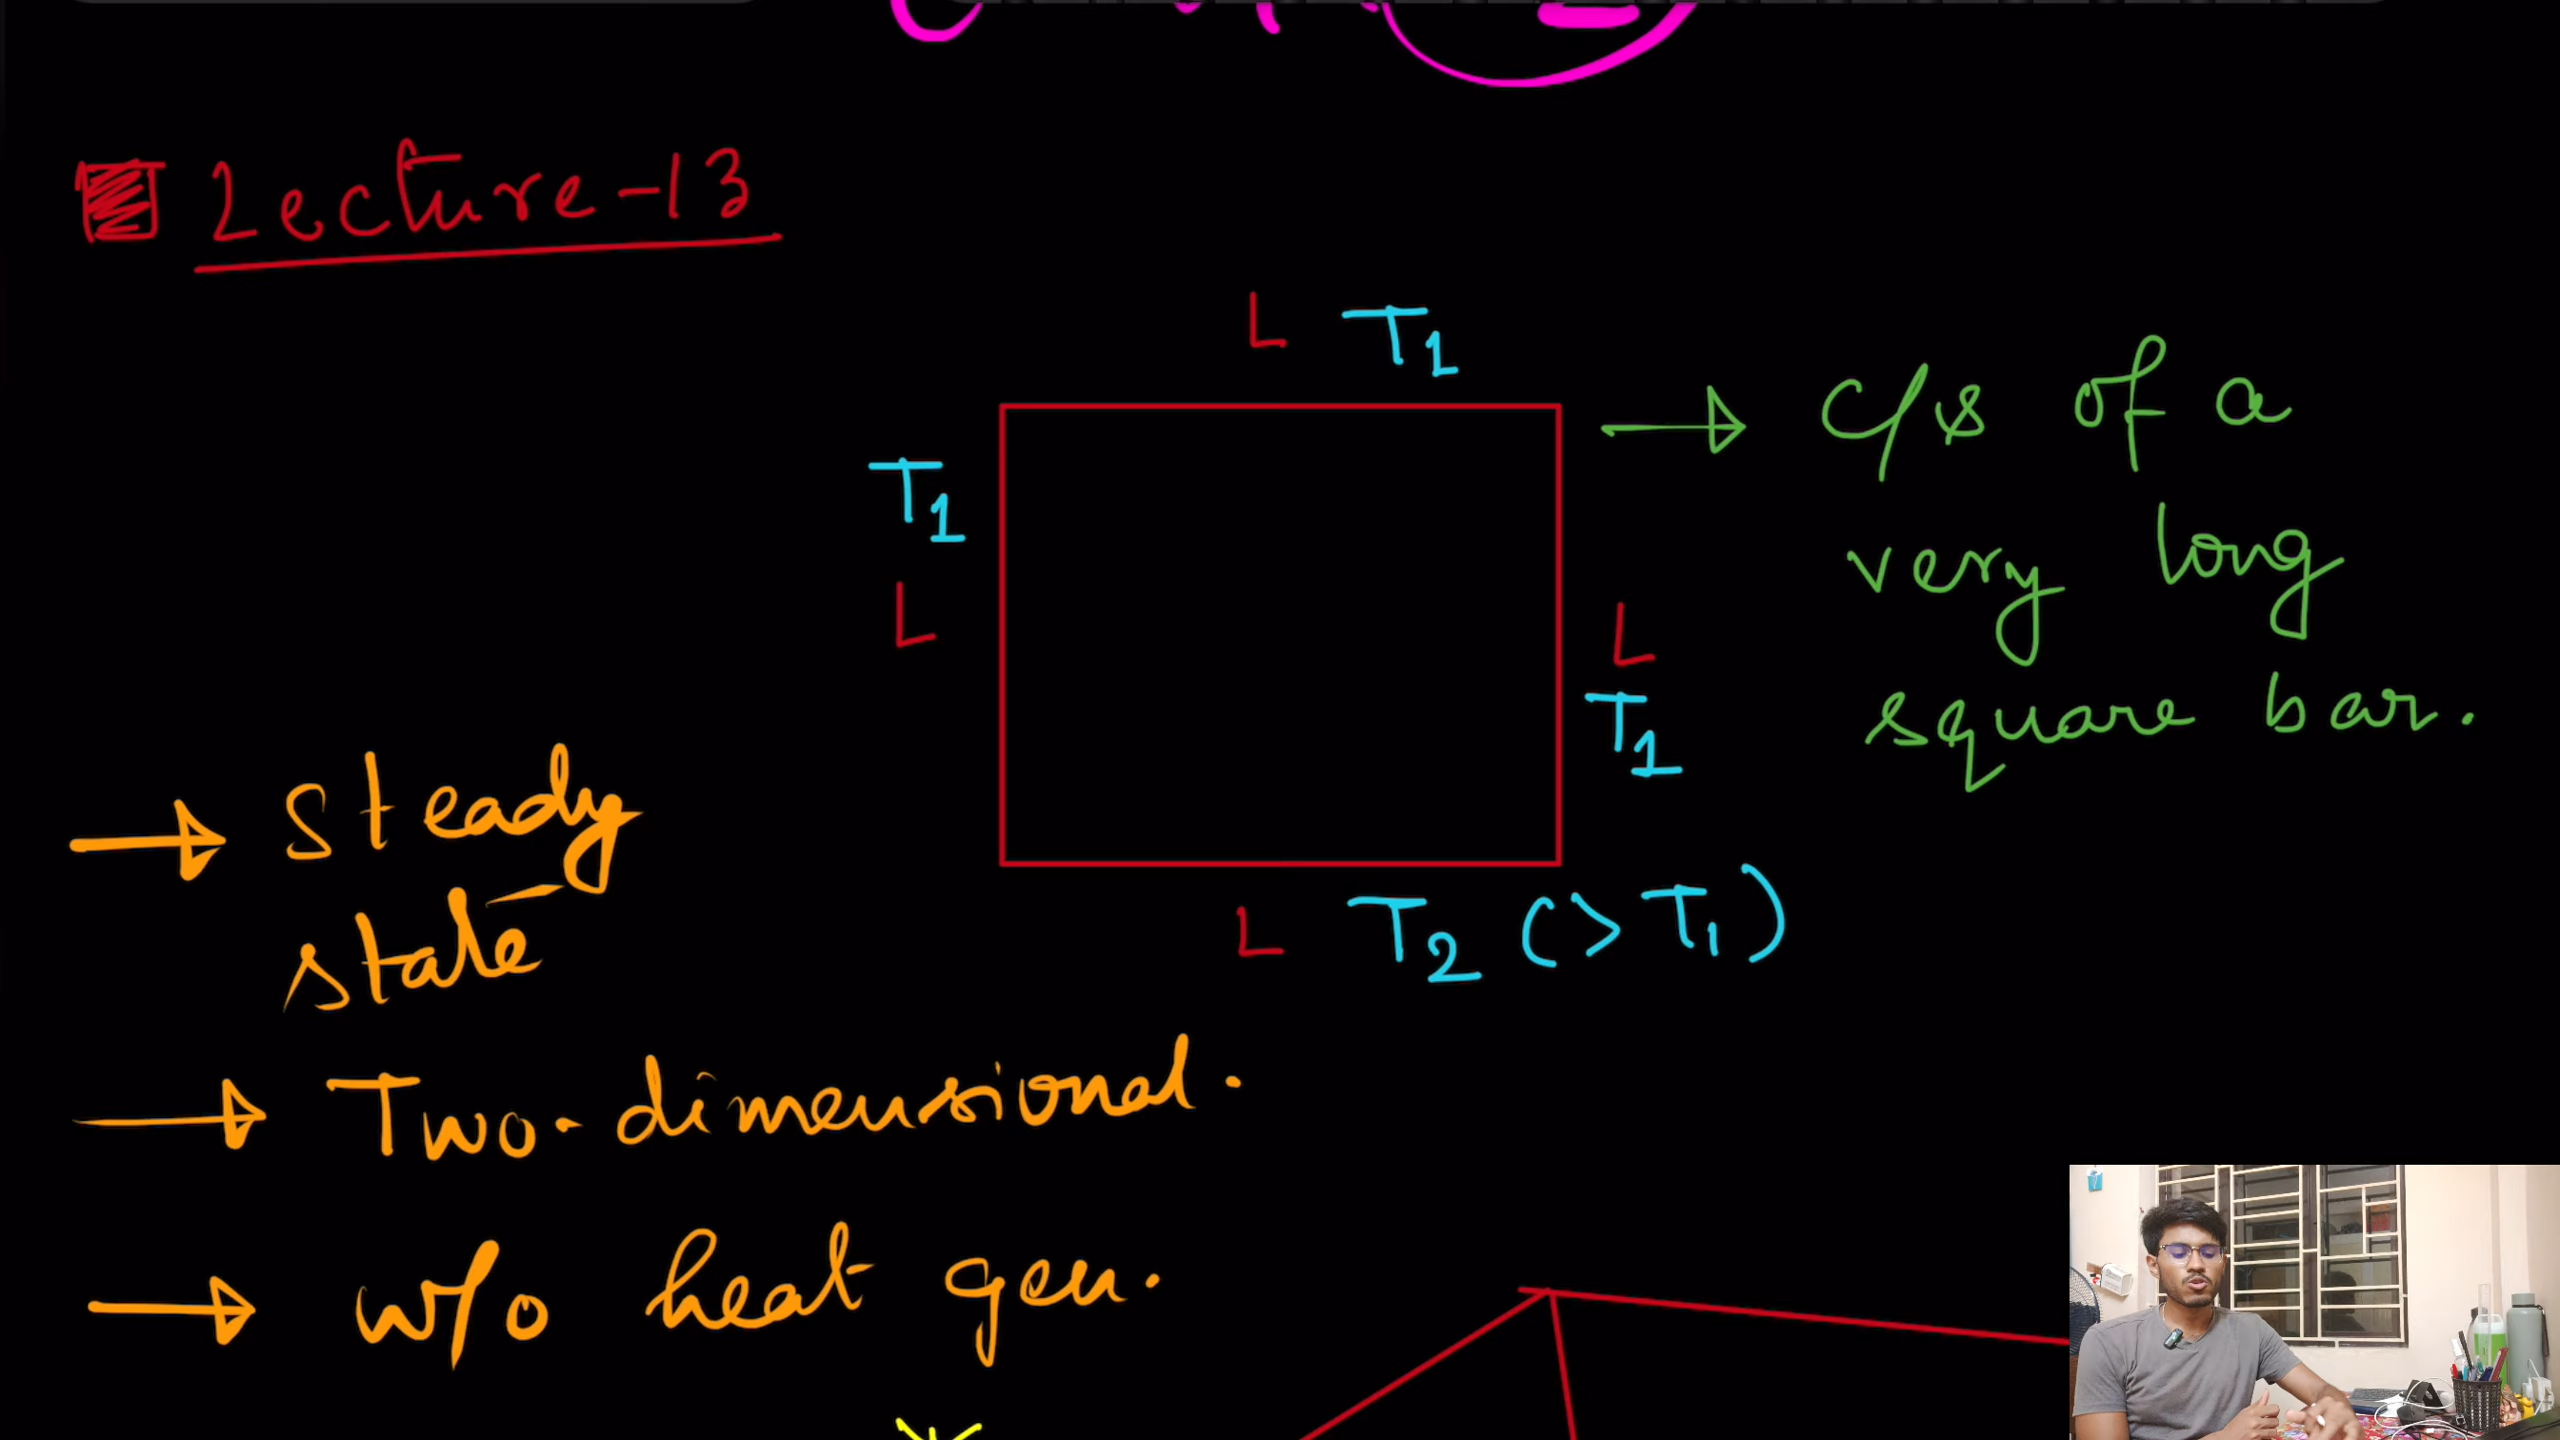 Lecture-13
L T1
T1
L
L
T1
L T2 (>T1)
c/s of a
very long
square bar.
Steady
state
Two-dimensional.
w/o heat gen.